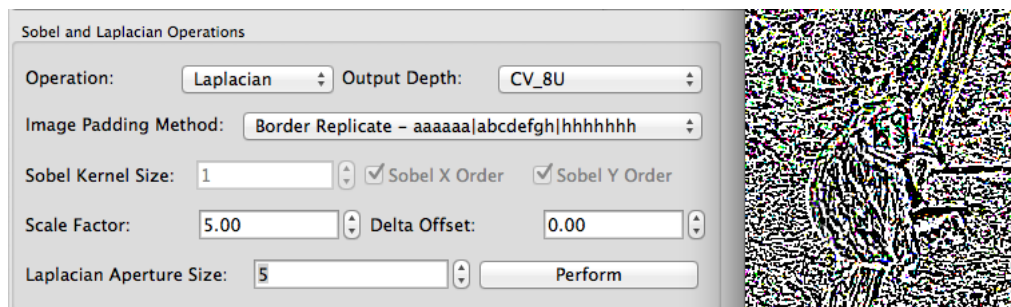 Sobel and Laplacian Operations
Operation: Laplacian Output Depth: CV_8U
Image Padding Method: Border Replicate – aaaaaa|abcdefgh|hhhhhhh
Sobel Kernel Size: 1 Sobel X Order Sobel Y Order
Scale Factor: 5.00 Delta Offset: 0.00
Laplacian Aperture Size: 5 Perform